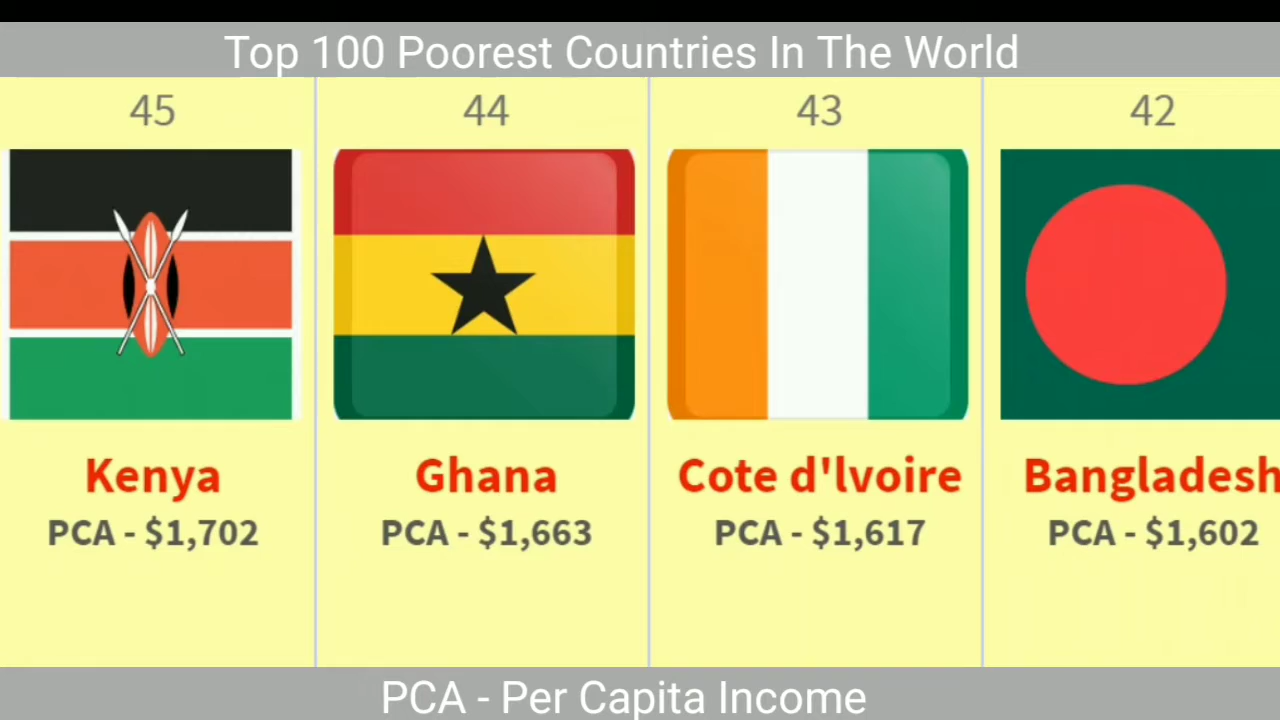 Top 100 Poorest Countries In The World
45
44
43
42
Kenya
Ghana
Cote d'lvoire
Bangladesh
PCA - $1,702
PCA - $1,663
PCA - $1,617
PCA - $1,602
PCA - Per Capita Income